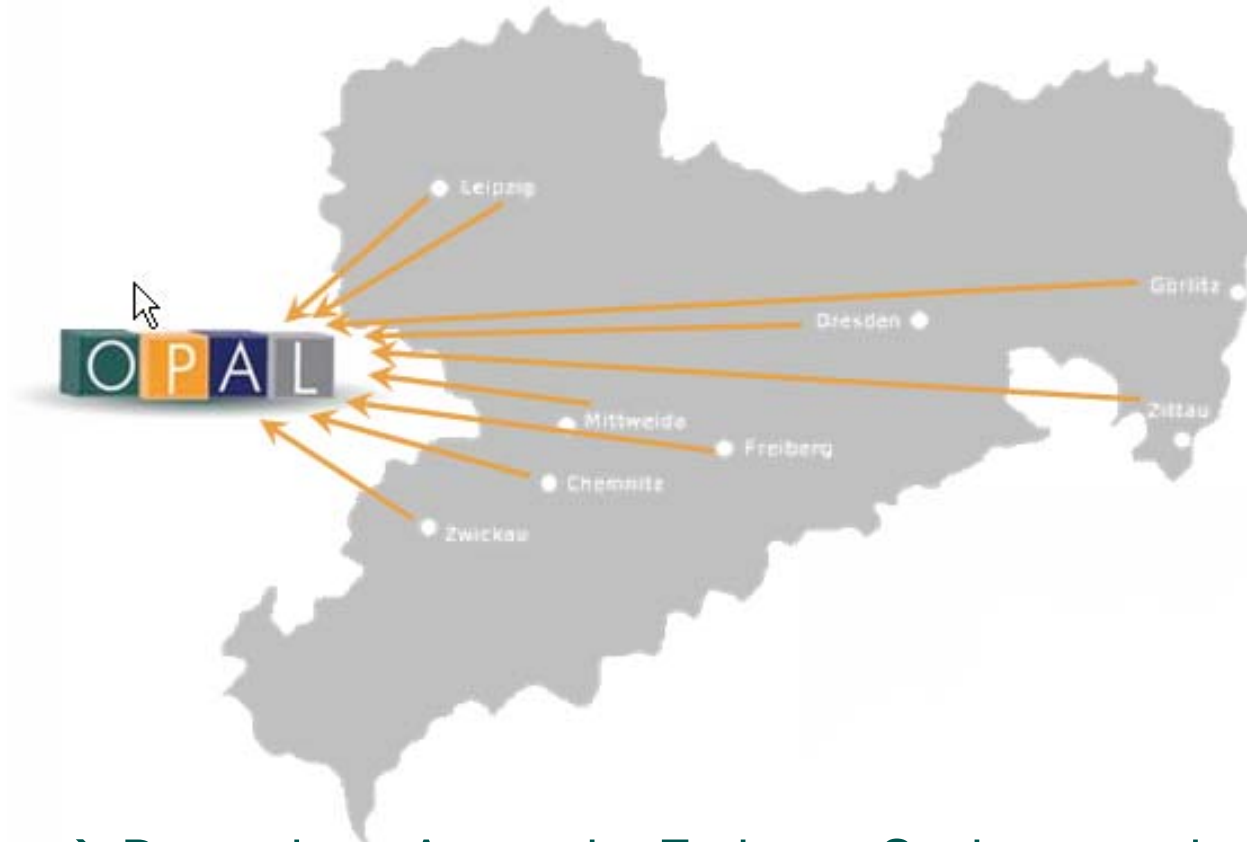 Leipzig
Görlitz
Dresden
OPAL
Zittau
Mittweida
Freiberg
Chemnitz
Zwickau